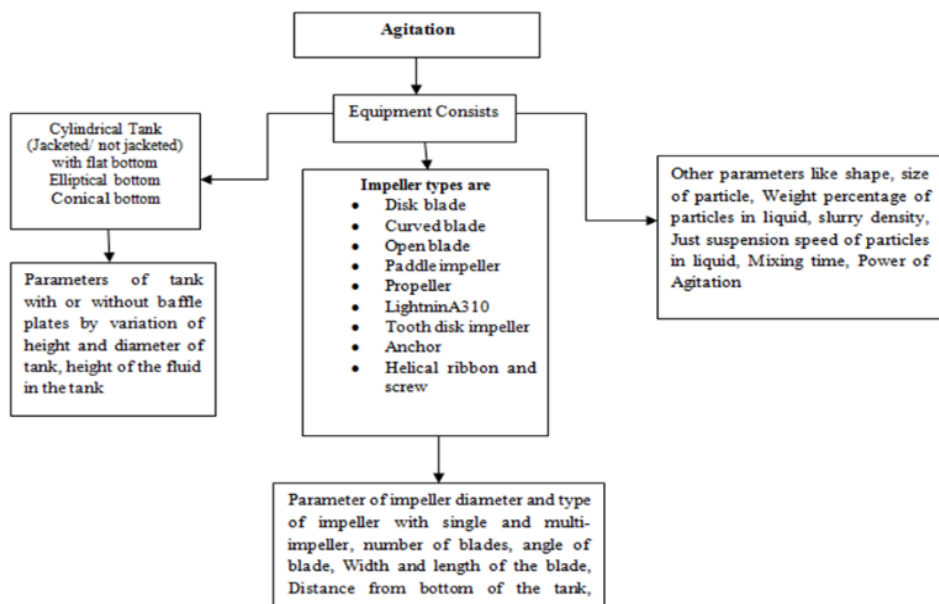 Agitation
Equipment Consists
Cylindrical Tank
(Jacketed/ not jacketed)
with flat bottom
Elliptical bottom
Conical bottom
Parameters of tank
with or without baffle
plates by variation of
height and diameter of
tank, height of the fluid
in the tank
Impeller types are
• Disk blade
• Curved blade
• Open blade
• Paddle impeller
• Propeller
• LightninA310
• Tooth disk impeller
• Anchor
• Helical ribbon and
screw
Parameter of impeller diameter and type
of impeller with single and multi-
impeller, number of blades, angle of
blade, Width and length of the blade,
Distance from bottom of the tank,
Other parameters like shape, size
of particle, Weight percentage of
particles in liquid, slurry density,
Just suspension speed of particles
in liquid, Mixing time, Power of
Agitation